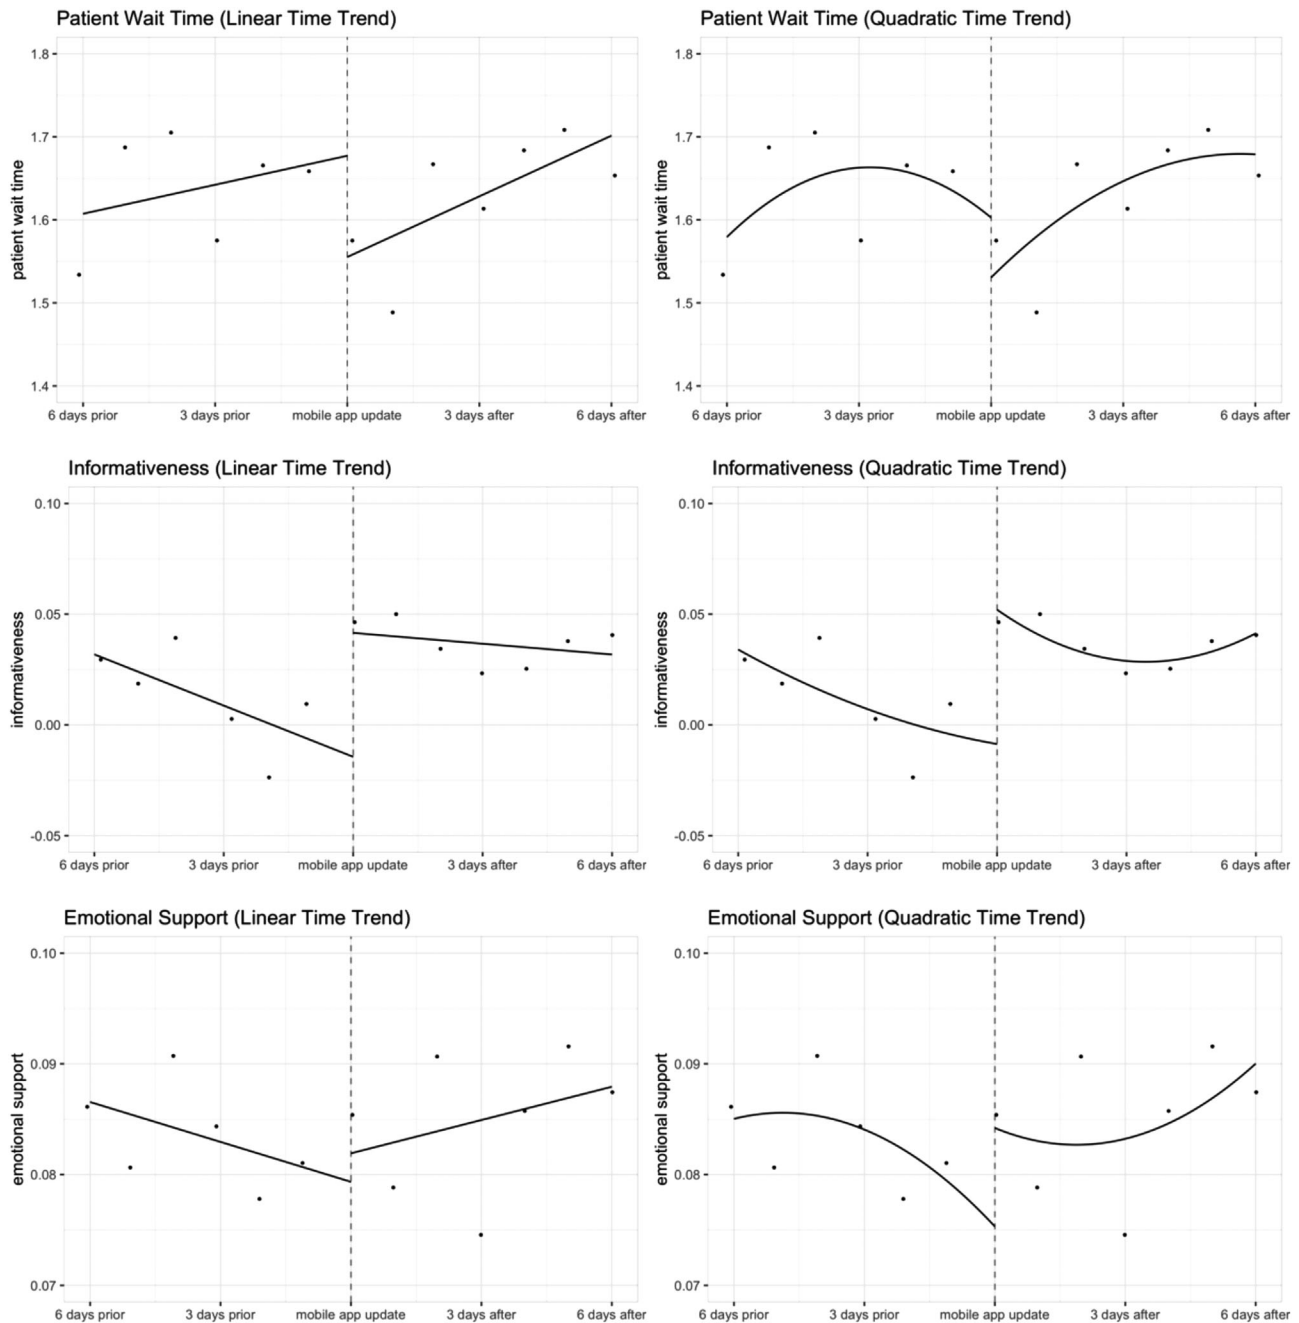 Patient Wait Time (Linear Time Trend)
1.8
1.7
1.6
1.5
1.4
patient wait time
6 days prior 3 days prior mobile app update 3 days after 6 days after
Patient Wait Time (Quadratic Time Trend)
1.8
1.7
1.6
1.5
1.4
patient wait time
6 days prior 3 days prior mobile app update 3 days after 6 days after
Informativeness (Linear Time Trend)
0.10
0.05
0.00
-0.05
informativeness
6 days prior 3 days prior mobile app update 3 days after 6 days after
Informativeness (Quadratic Time Trend)
0.10
0.05
0.00
-0.05
informativeness
6 days prior 3 days prior mobile app update 3 days after 6 days after
Emotional Support (Linear Time Trend)
0.10
0.09
0.08
0.07
emotional support
6 days prior 3 days prior mobile app update 3 days after 6 days after
Emotional Support (Quadratic Time Trend)
0.10
0.09
0.08
0.07
emotional support
6 days prior 3 days prior mobile app update 3 days after 6 days after